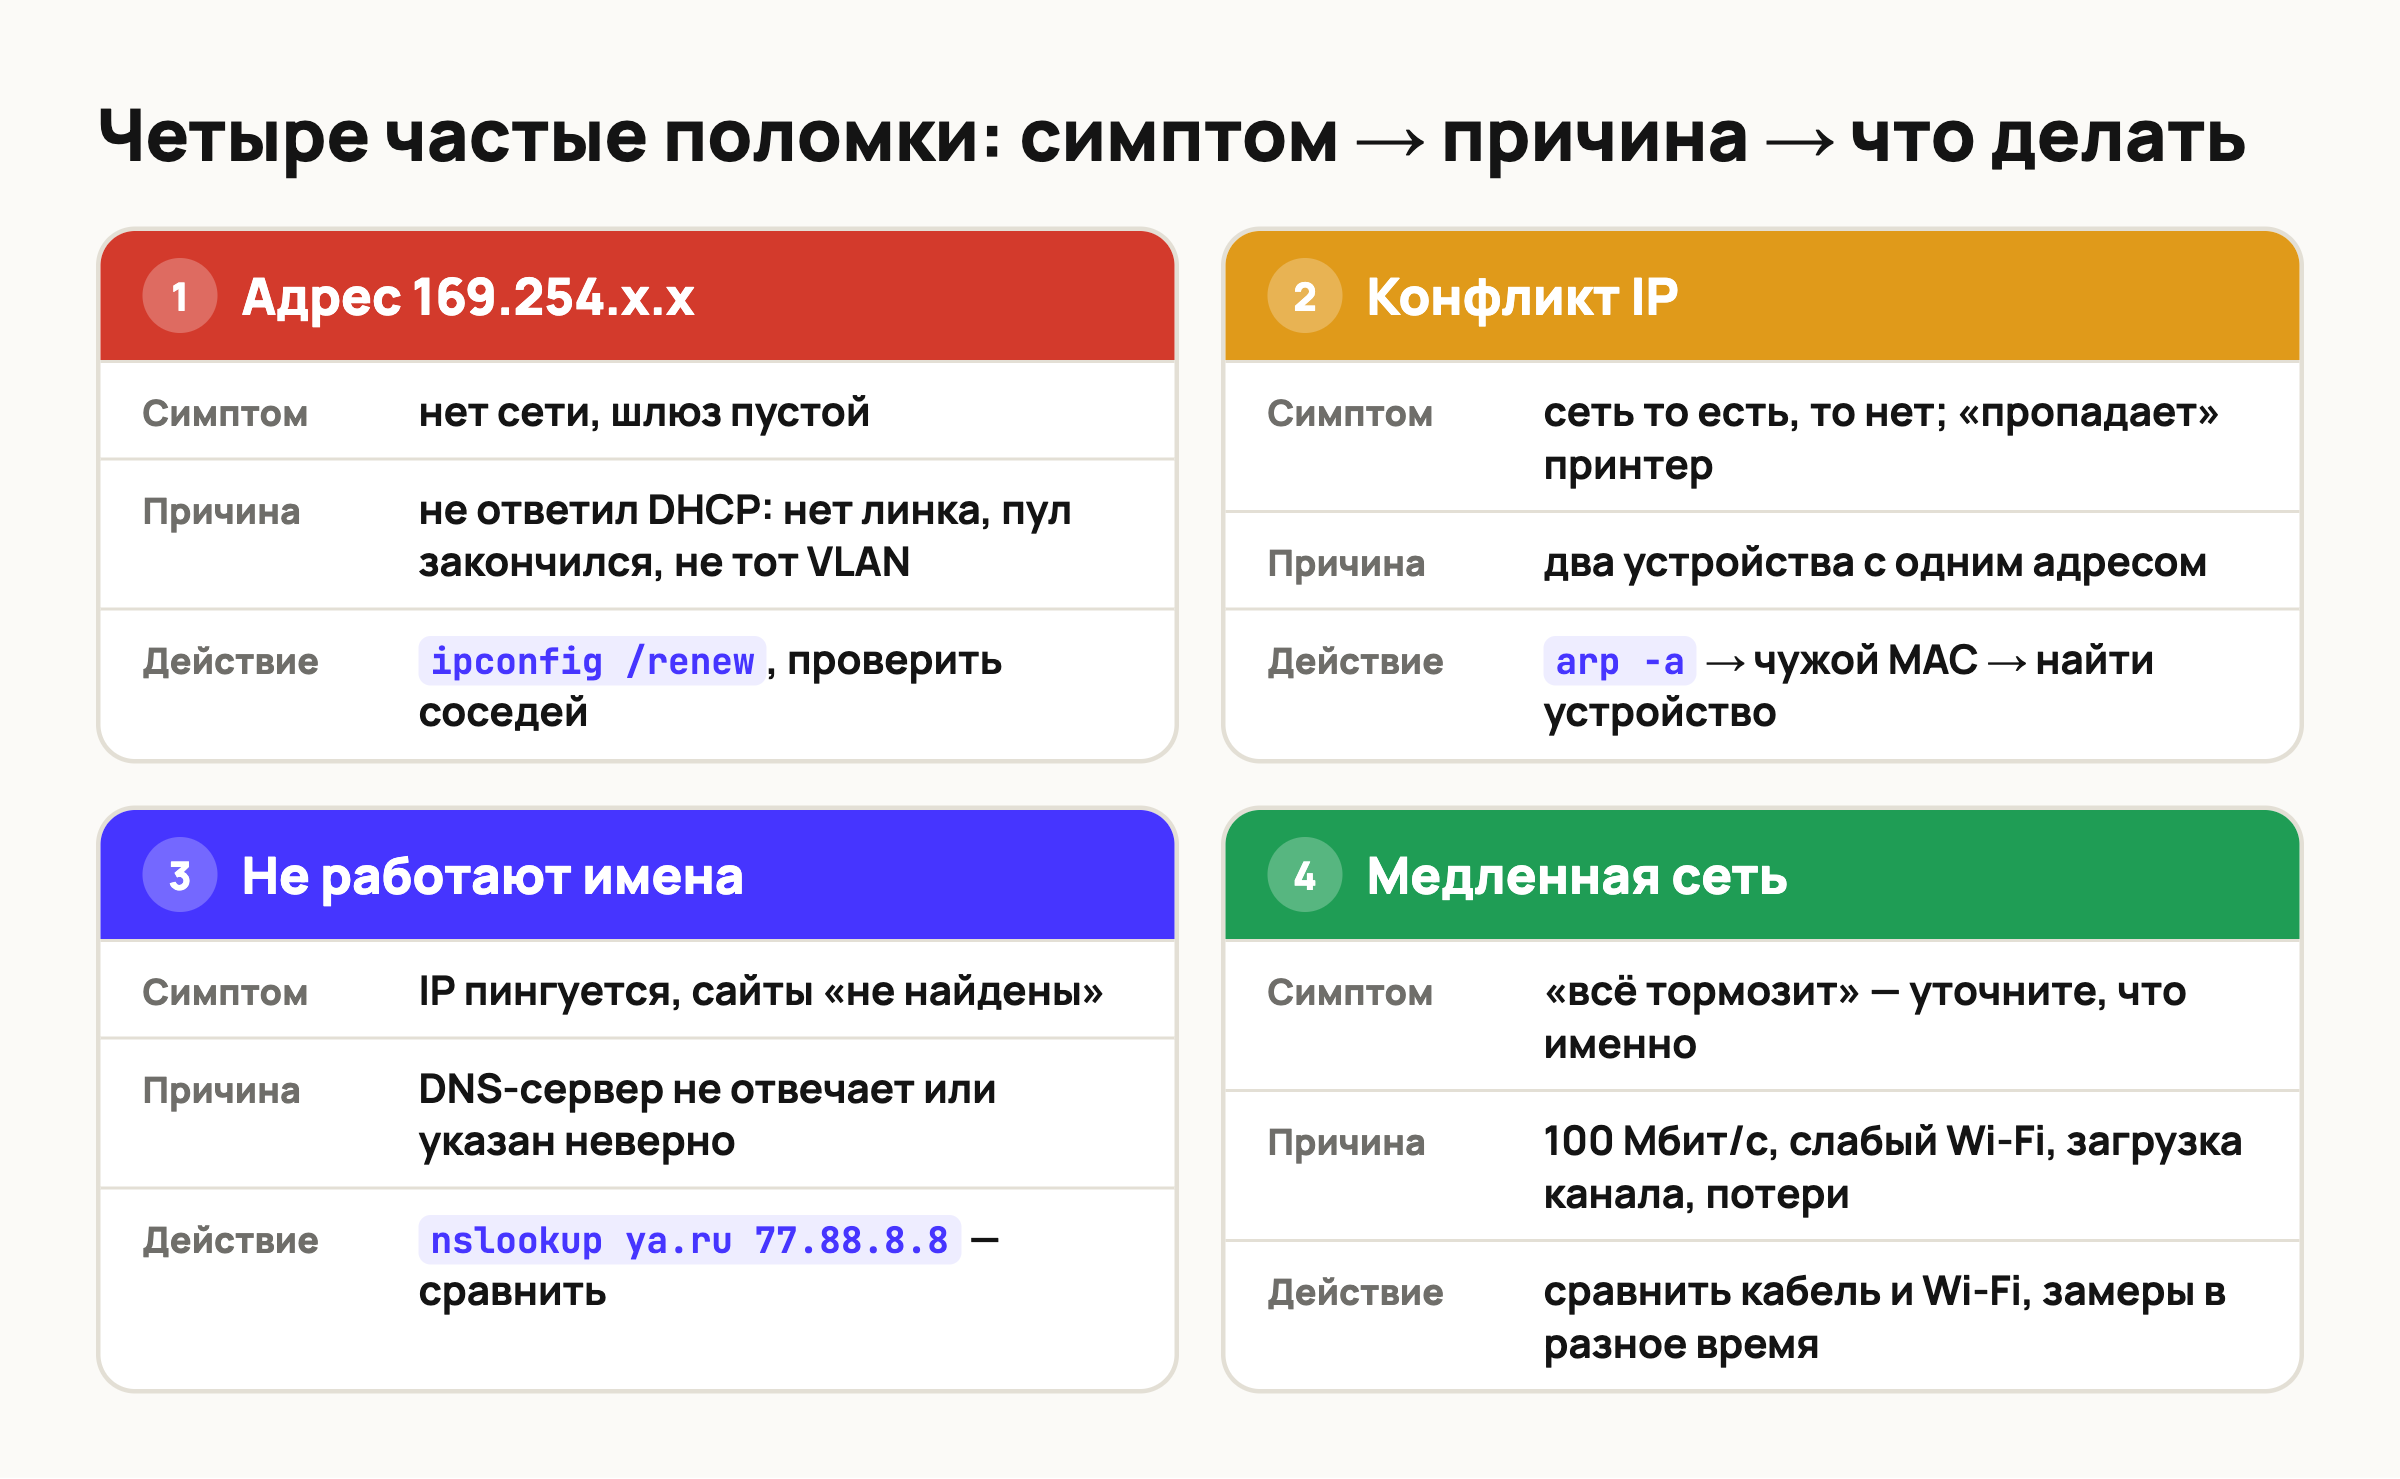 Четыре частые поломки: симптом → причина → что делать
1 Адрес 169.254.x.x
Симптом нет сети, шлюз пустой
Причина не ответил DHCP: нет линка, пул
закончился, не тот VLAN
Действие ipconfig /renew, проверить
соседей
2 Конфликт IP
Симптом сеть то есть, то нет; «пропадает»
принтер
Причина два устройства с одним адресом
Действие arp -a → чужой MAC → найти
устройство
3 Не работают имена
Симптом IP пингуется, сайты «не найдены»
Причина DNS-сервер не отвечает или
указан неверно
Действие nslookup ya.ru 77.88.8.8 —
сравнить
4 Медленная сеть
Симптом «всё тормозит» — уточните, что
именно
Причина 100 Мбит/с, слабый Wi-Fi, загрузка
канала, потери
Действие сравнить кабель и Wi-Fi, замеры в
разное время